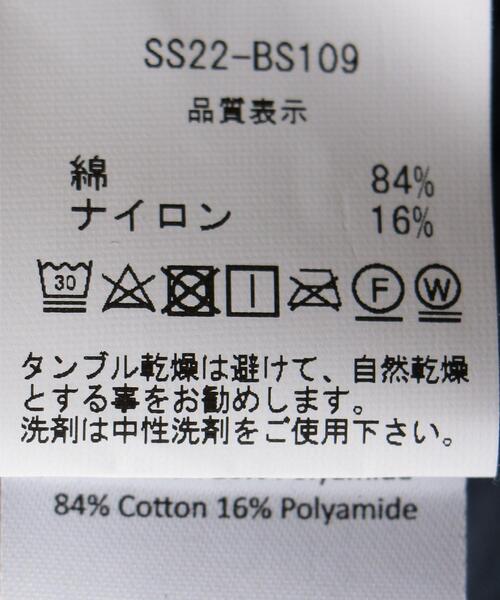 SS22-BS109
品質表示
綿 84%
ナイロン 16%
30 F W
タンブル乾燥は避けて、自然乾燥
とする事をお勧めします。
洗剤は中性洗剤をご使用下さい。
84% Cotton 16% Polyamide